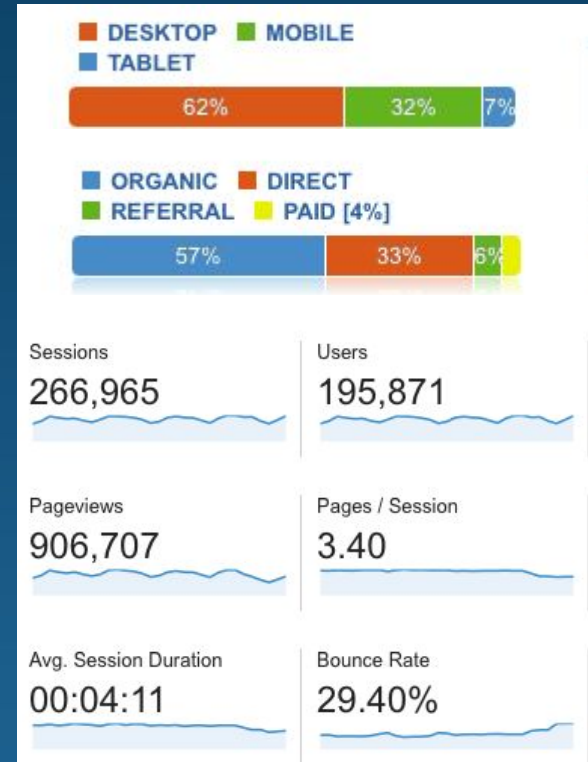 DESKTOP MOBILE
TABLET
62% 32% 7%
ORGANIC DIRECT
REFERRAL PAID [4%]
57% 33% 6%
Sessions Users
266,965 195,871
Pageviews Pages / Session
906,707 3.40
Avg. Session Duration Bounce Rate
00:04:11 29.40%